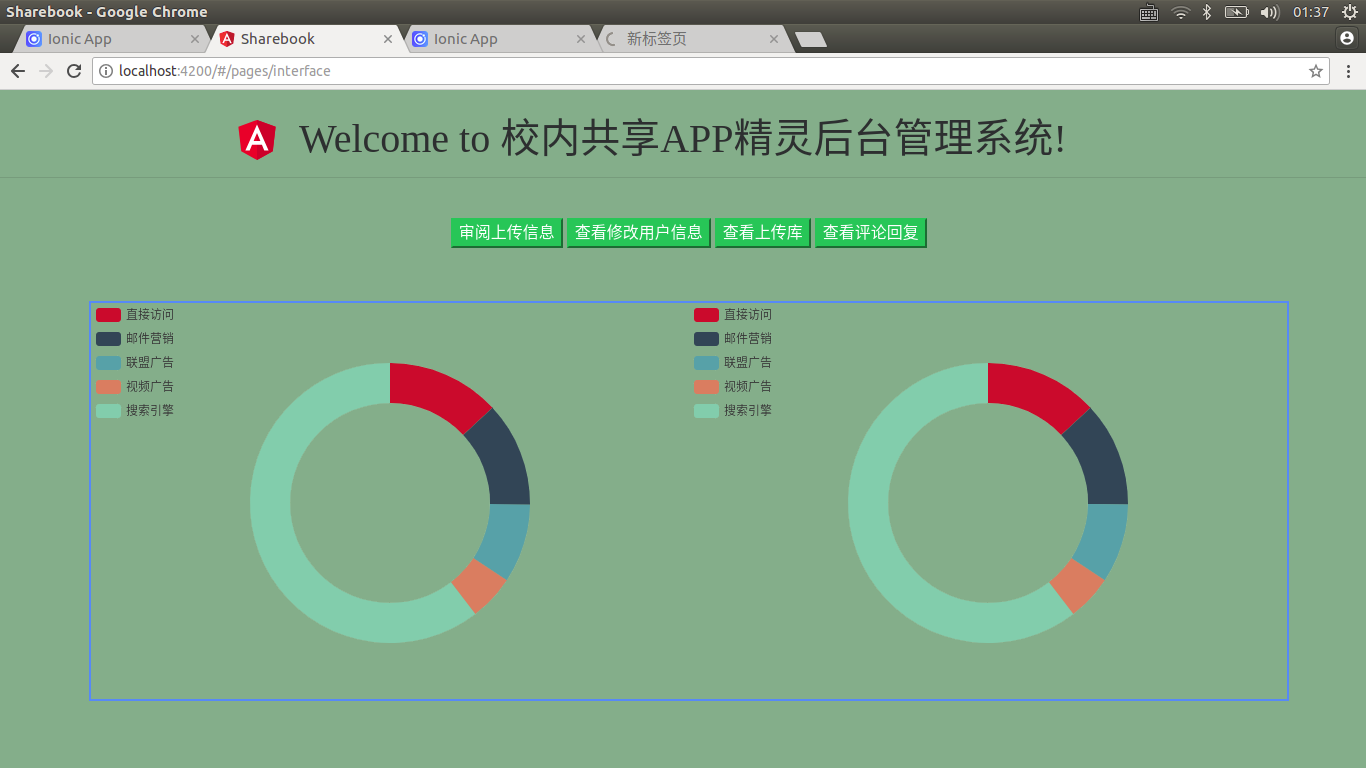 Sharebook - Google Chrome
01:37
Ionic App
Sharebook
Ionic App
新标签页
localhost:4200/#/pages/interface
Welcome to 校内共享APP精灵后台管理系统!
审阅上传信息 查看修改用户信息 查看上传库 查看评论回复
直接访问
邮件营销
联盟广告
视频广告
搜索引擎
直接访问
邮件营销
联盟广告
视频广告
搜索引擎